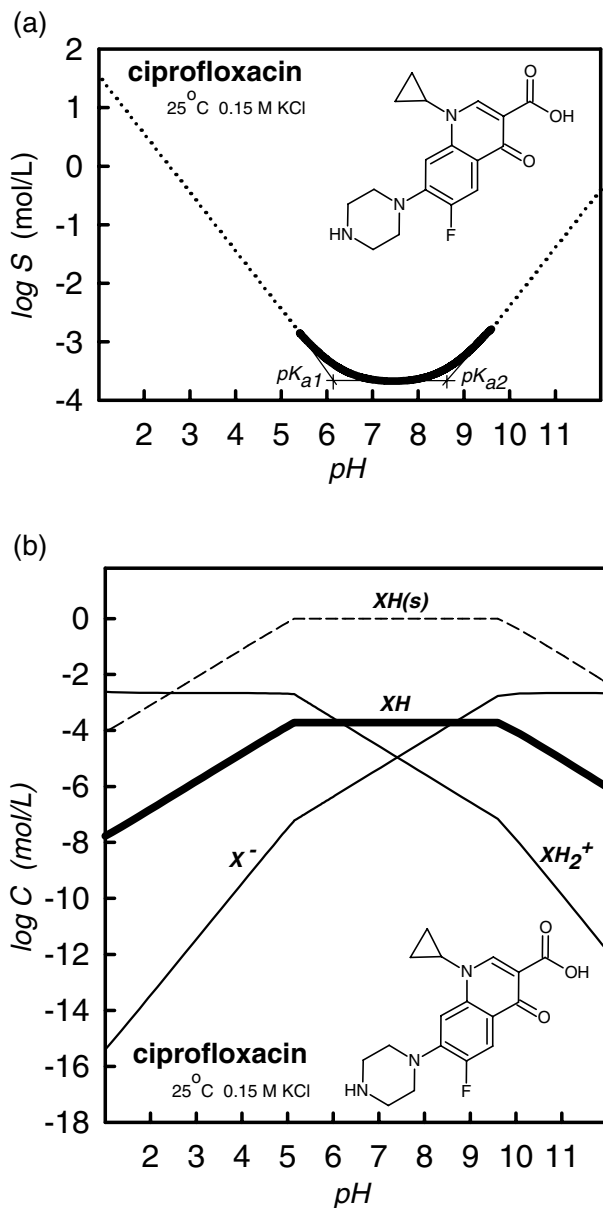 (a)
2
1
0
-1
-2
-3
-4
log S (mol/L)
ciprofloxacin
25°C 0.15 M KCl
O
OH
N
O
N
HN
F
pKa1
pKa2
2 3 4 5 6 7 8 9 10 11
pH
(b)
0
-2
-4
-6
-8
-10
-12
-14
-16
-18
log C (mol/L)
XH(s)
XH
X-
XH2+
O
OH
N
O
N
HN
F
ciprofloxacin
25°C 0.15 M KCl
2 3 4 5 6 7 8 9 10 11
pH